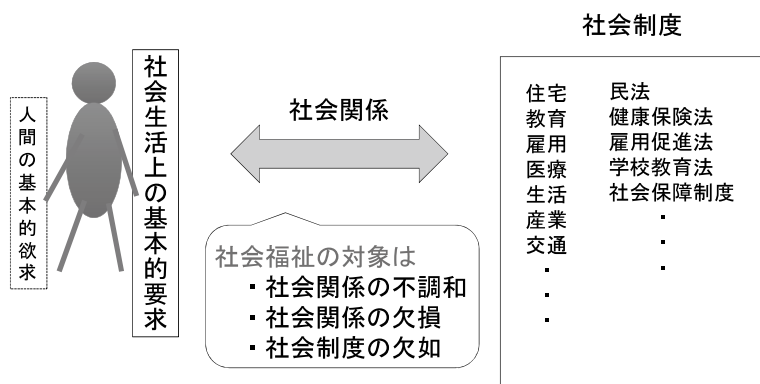 人間の基本的欲求
社会生活上の基本的要求
社会関係
社会福祉の対象は
・社会関係の不調和
・社会関係の欠損
・社会制度の欠如
社会制度
住宅
教育
雇用
医療
生活
産業
交通
・
・
・
民法
健康保険法
雇用促進法
学校教育法
社会保障制度
・
・
・